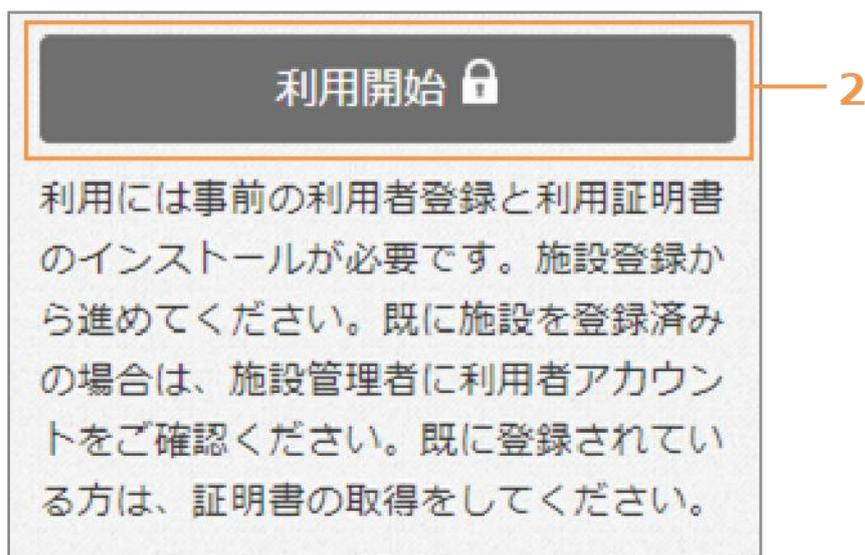 利用開始
2
利用には事前の利用者登録と利用証明書
のインストールが必要です。施設登録か
ら進めてください。既に施設を登録済み
の場合は、施設管理者に利用者アカウン
トをご確認ください。既に登録されてい
る方は、証明書の取得をしてください。